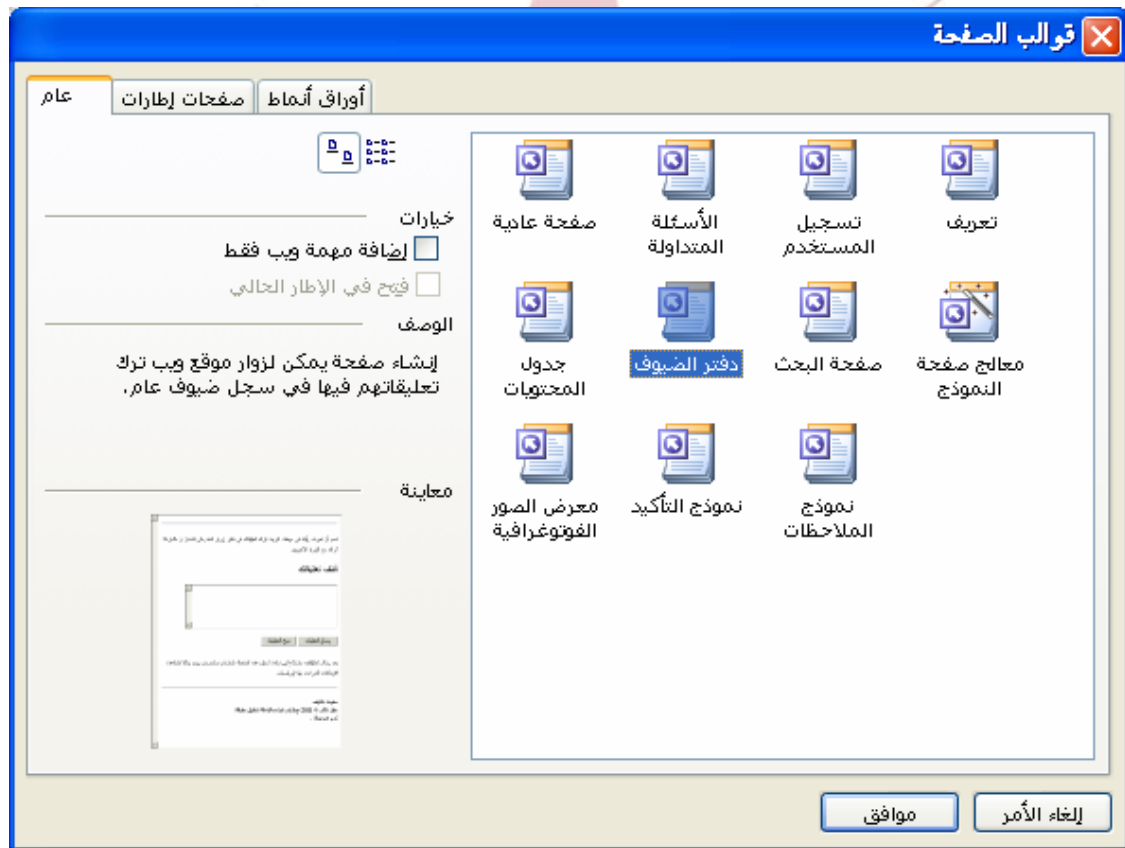 قوالب الصفحة
عام
صفحات إطارات
أوراق أنماط
تعريف
تسجيل
المستخدم
الأسئلة
المتداولة
صفحة عادية
معالج صفحة
النموذج
صفحة البحث
دفتر الضيوف
جدول
المحتويات
نموذج
الملاحظات
نموذج التأكيد
معرض الصور
الفوتوغرافية
خيارات
إضافة مهمة ويب فقط
فتح في الإطار الحالي
الوصف
إنشاء صفحة يمكن لزوار موقع ويب ترك
تعليقاتهم فيها في سجل ضيوف عام.
معاينة
أضف تعليقاتك
موافق
إلغاء الأمر